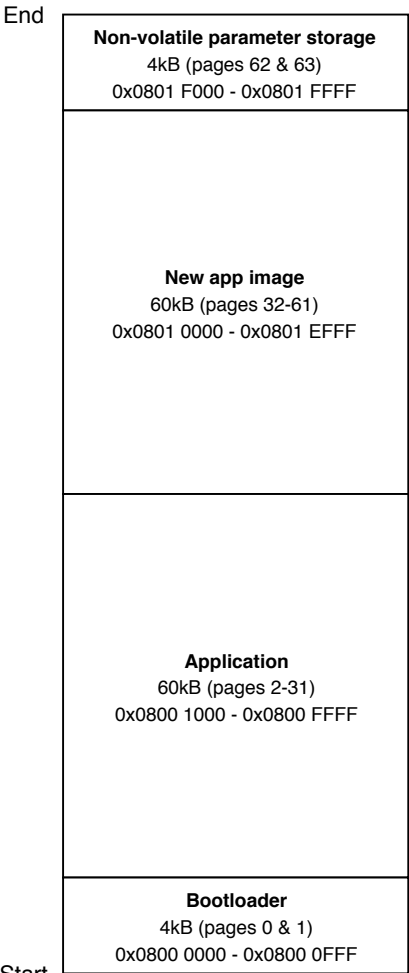 End
Non-volatile parameter storage
4kB (pages 62 & 63)
0x0801 F000 - 0x0801 FFFF
New app image
60kB (pages 32-61)
0x0801 0000 - 0x0801 EFFF
Application
60kB (pages 2-31)
0x0800 1000 - 0x0800 FFFF
Bootloader
4kB (pages 0 & 1)
0x0800 0000 - 0x0800 0FFF
Start